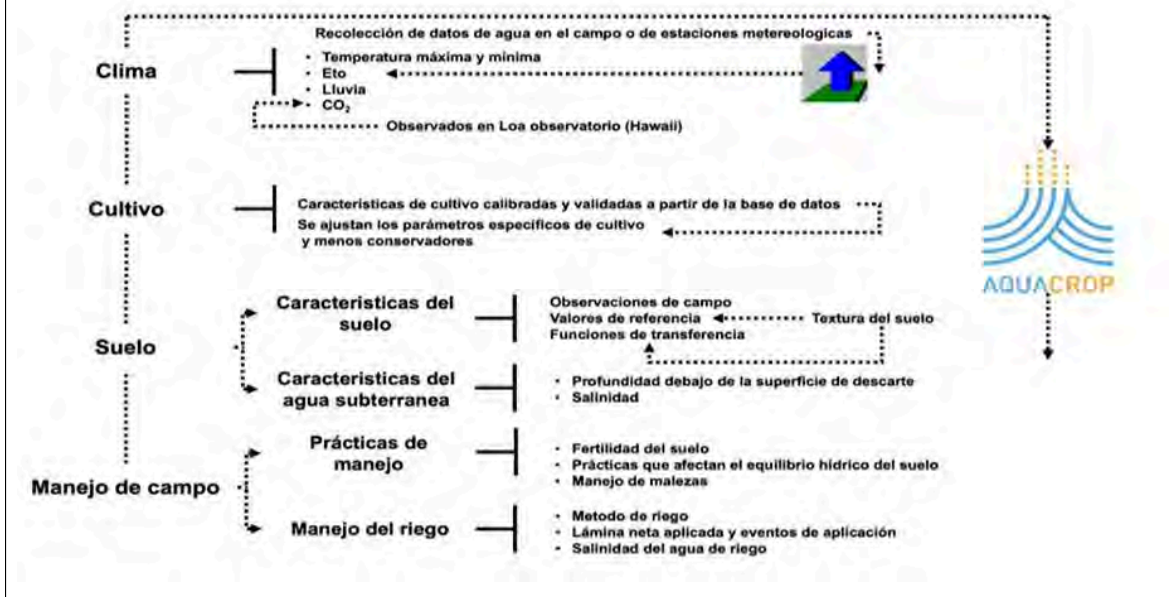 Recolección de datos de agua en el campo o de estaciones metereologicas
Clima
• Temperatura máxima y mínima
• Eto
• Lluvia
• CO₂
Observados en Loa observatorio (Hawaii)
Cultivo
Características de cultivo calibradas y validadas a partir de la base de datos
Se ajustan los parámetros específicos de cultivo
y menos conservadores
AQUACROP
Suelo
Caracteristicas del
suelo
Observaciones de campo
Valores de referencia
Textura del suelo
Funciones de transferencia
Caracteristicas del
agua subterranea
• Profundidad debajo de la superficie de descarte
• Salinidad
Manejo de campo
Prácticas de
manejo
• Fertilidad del suelo
• Prácticas que afectan el equilibrio hídrico del suelo
• Manejo de malezas
Manejo del riego
• Metodo de riego
• Lámina neta aplicada y eventos de aplicación
• Salinidad del agua de riego